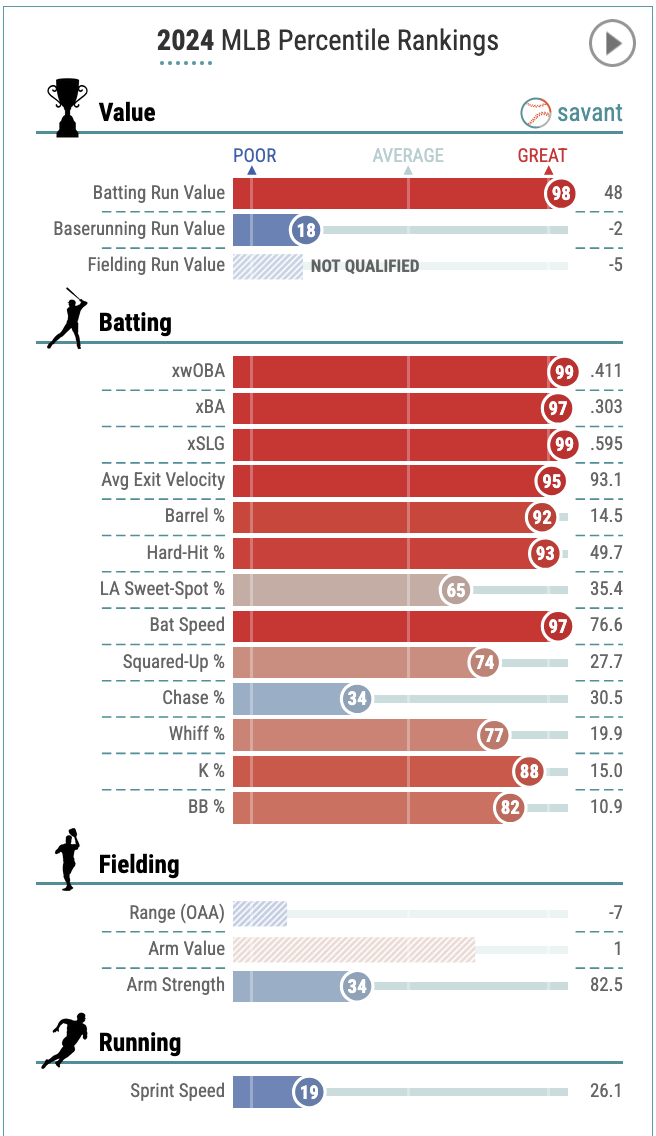 2024 MLB Percentile Rankings
Value savant
POOR AVERAGE GREAT
Batting Run Value 98 48
Baserunning Run Value 18 -2
Fielding Run Value NOT QUALIFIED -5
Batting
xwOBA 99 .411
xBA 97 .303
xSLG 99 .595
Avg Exit Velocity 95 93.1
Barrel % 92 14.5
Hard-Hit % 93 49.7
LA Sweet-Spot % 65 35.4
Bat Speed 97 76.6
Squared-Up % 74 27.7
Chase % 34 30.5
Whiff % 77 19.9
K % 88 15.0
BB % 82 10.9
Fielding
Range (OAA) -7
Arm Value 1
Arm Strength 34 82.5
Running
Sprint Speed 19 26.1